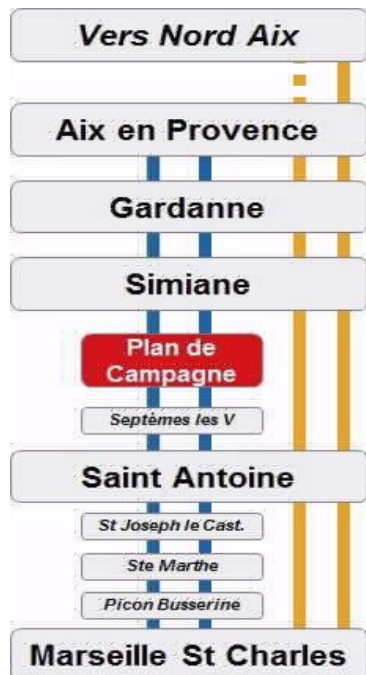 Vers Nord Aix
Aix en Provence
Gardanne
Simiane
Plan de
Campagne
Septèmes les V
Saint Antoine
St Joseph le Cast.
Ste Marthe
Picon Busserine
Marseille St Charles